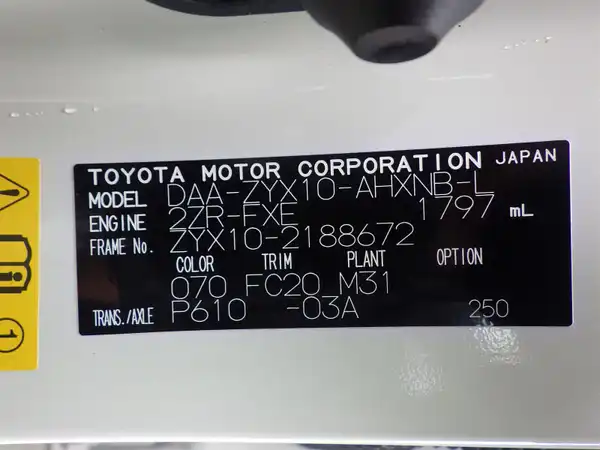 TOYOTA MOTOR CORPORATION JAPAN
MODEL DAA-ZYX10-AHXNB-L
ENGINE 2ZR-FXE 1797 mL
FRAME No. ZYX10-2188672
COLOR TRIM PLANT OPTION
070 FC20 M31
TRANS./AXLE P610 -03A 250
1